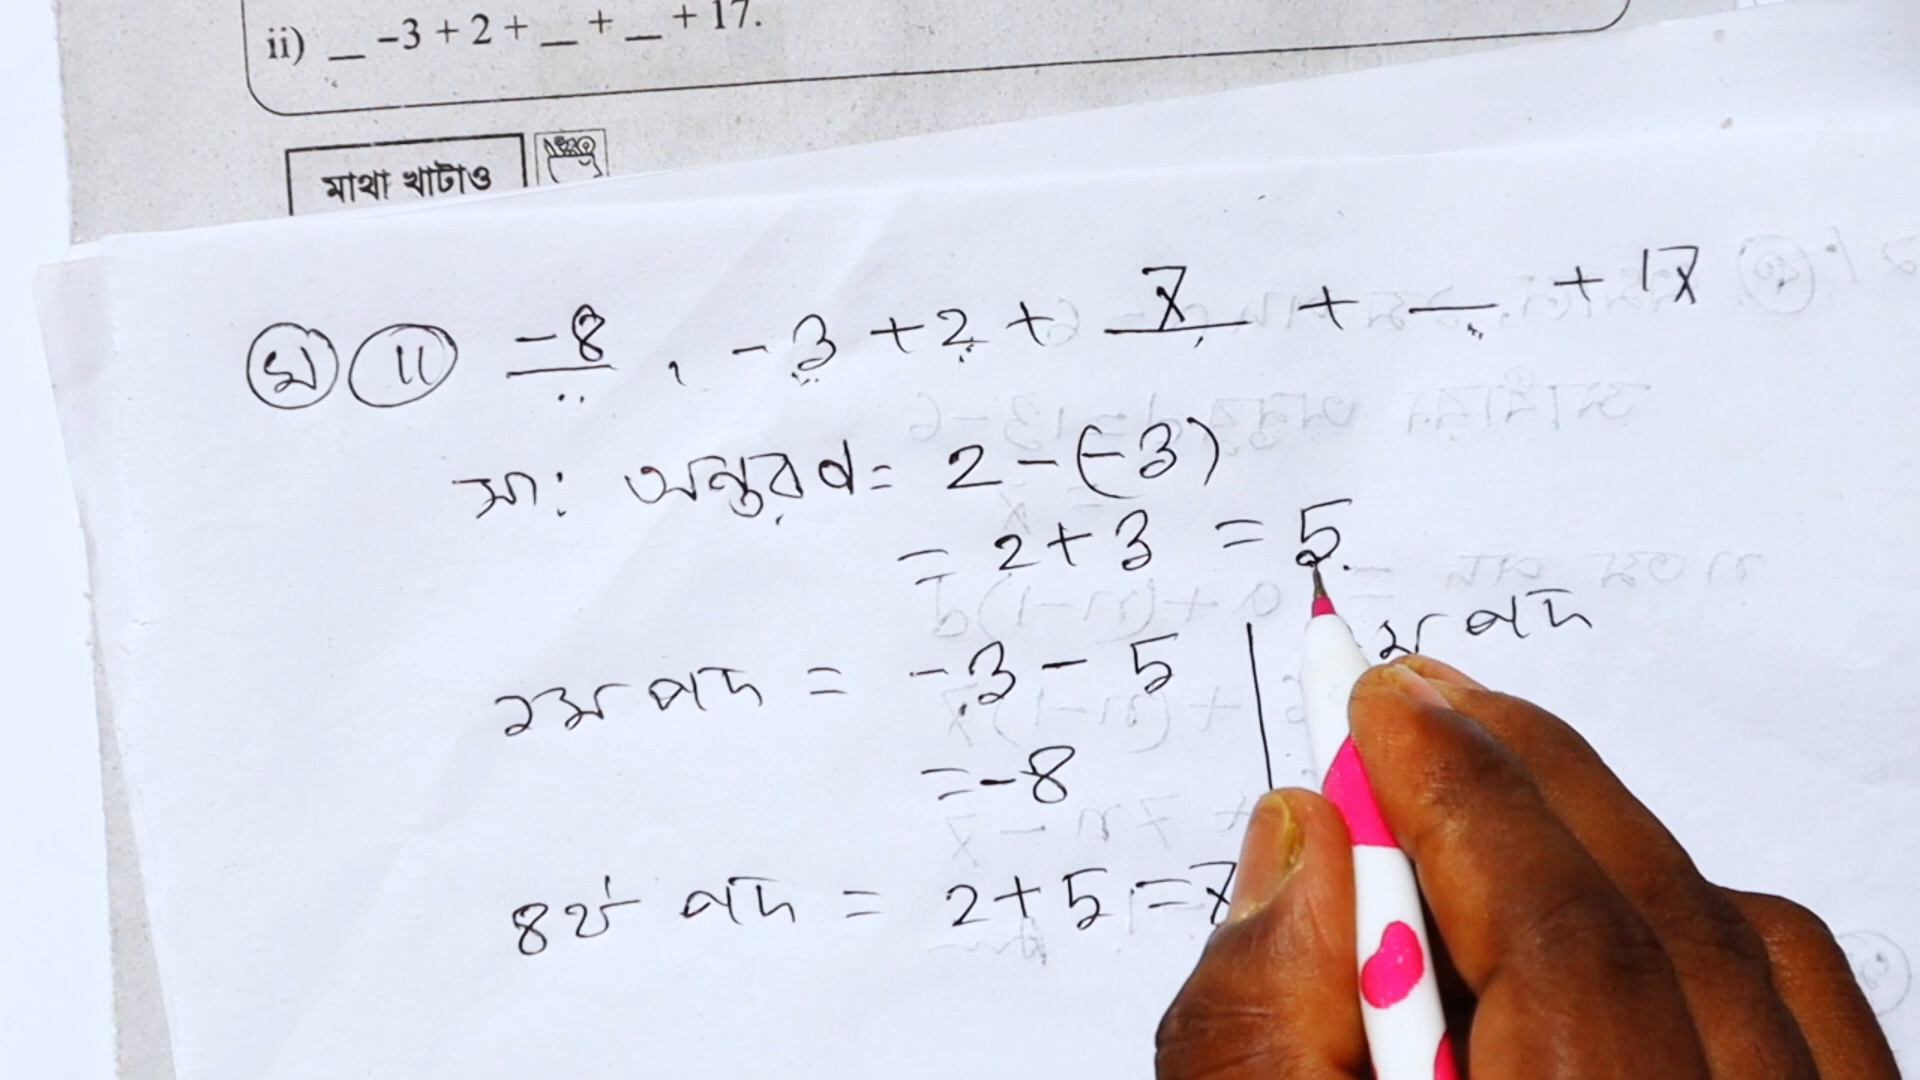 ii) _ -3 + 2 + _ + _ + 17.
মাথা খাটাও
ঘ ii -8 , -3 + 2 + 7 + _ + 17
সা: অন্তর d = 2 - (-3)
= 2 + 3 = 5.
১ম পদ = -3 - 5
ম পদ
= -8
৪র্থ পদ = 2 + 5 = 7